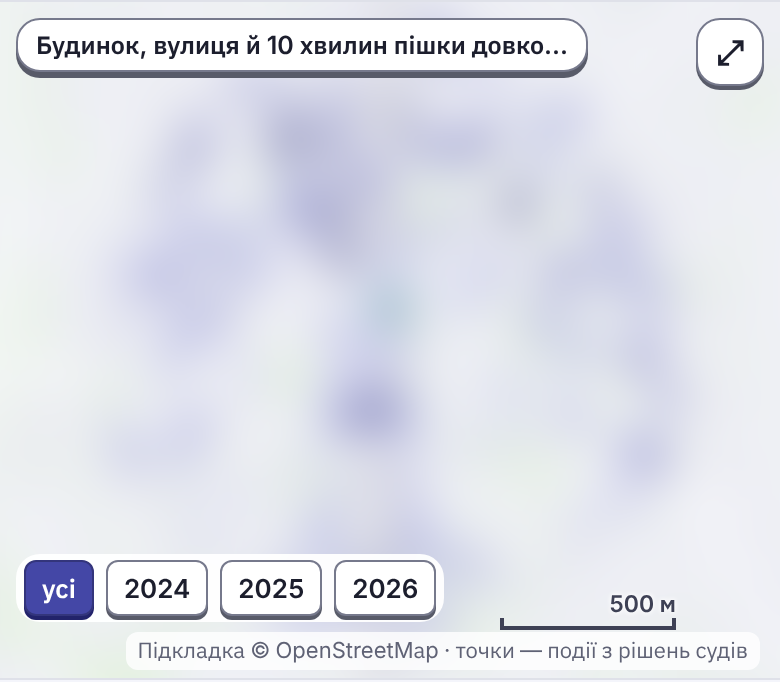 Будинок, вулиця й 10 хвилин пішки довко...
усі
2024
2025
2026
500 м
Підкладка © OpenStreetMap · точки — події з рішень судів